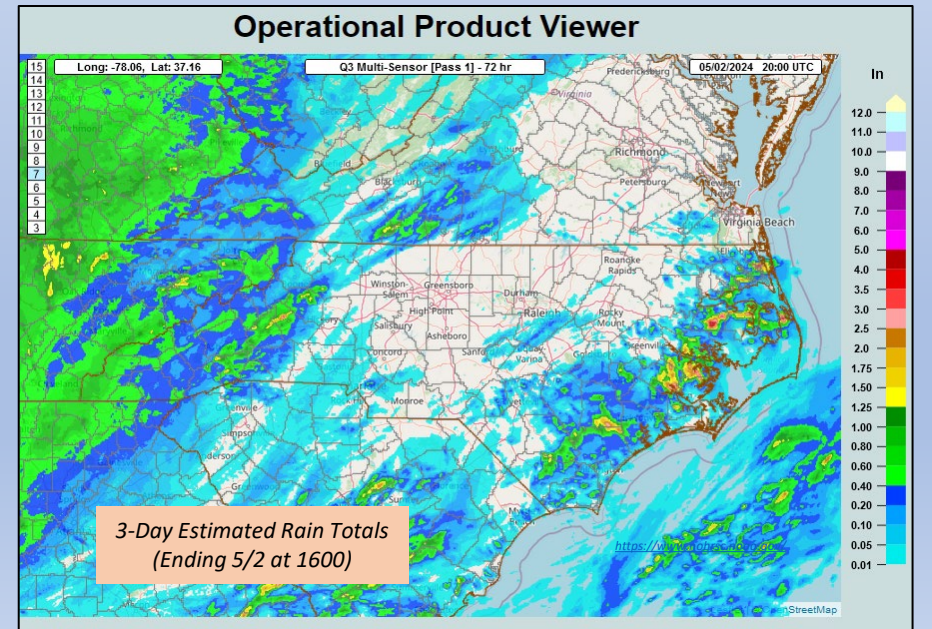 Operational Product Viewer
Long: -78.06, Lat: 37.16
Q3 Multi-Sensor [Pass 1] - 72 hr
05/02/2024 20:00 UTC
In
15
14
13
12
11
10
9
8
7
6
5
4
3
12.0
11.0
10.0
9.0
8.0
7.0
6.0
5.0
4.0
3.5
3.0
2.5
2.0
1.75
1.50
1.25
1.00
0.80
0.60
0.40
0.20
0.10
0.05
0.01
Fredericksburg
Virginia
Richmond
Richmond
Bluefield
Blacksburg
Petersburg
Newport
Virginia Beach
Roanoke
Rapids
Winston-
Salem
Greensboro
Durham
High Point
Raleigh
Rocky
Mount
Salisbury
Asheboro
Concord
Sanford
Varina
Greenville
Monroe
Greenville
3-Day Estimated Rain Totals
(Ending 5/2 at 1600)
OpenStreetMap